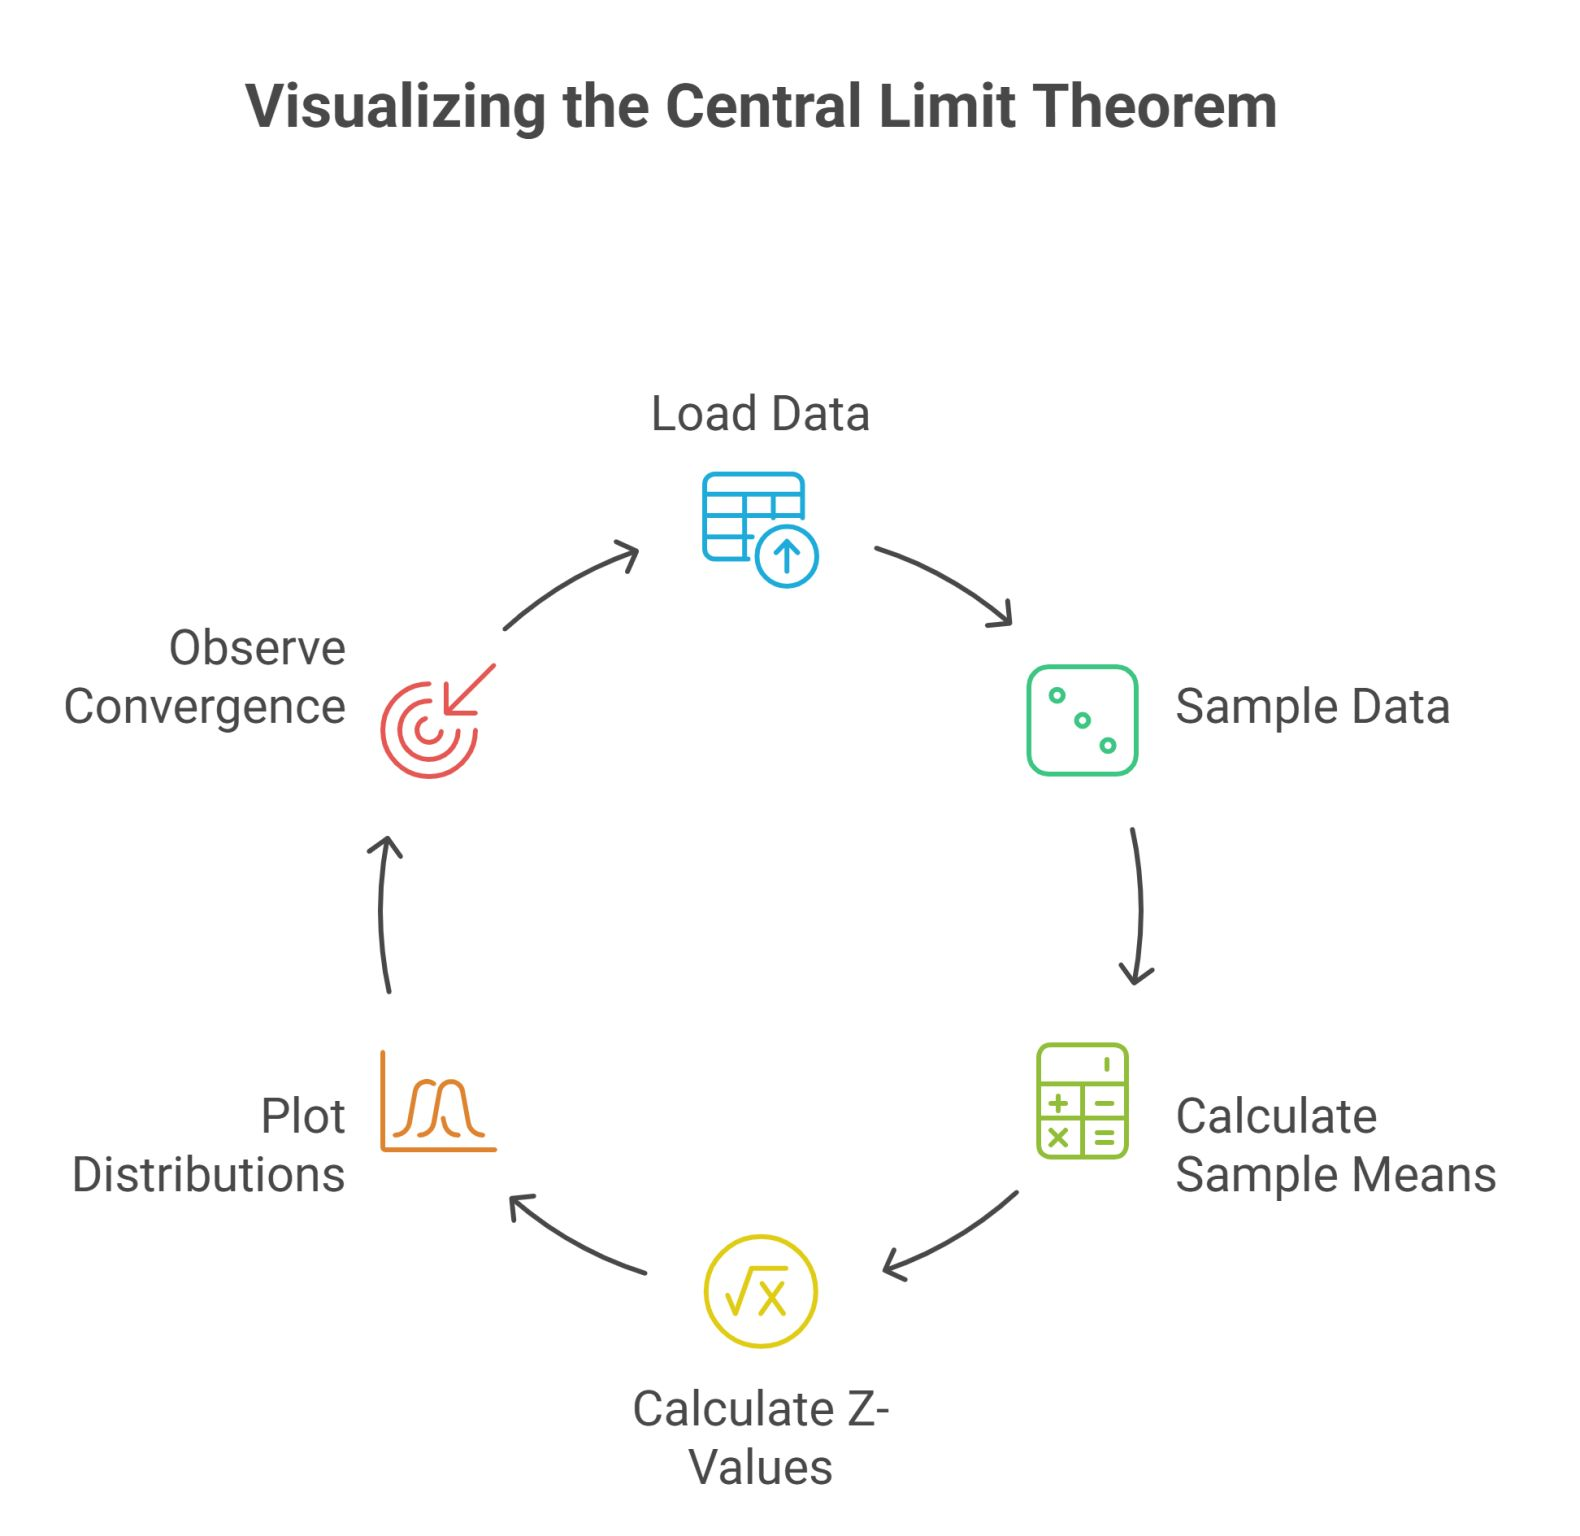 Visualizing the Central Limit Theorem
Load Data
Sample Data
Calculate
Sample Means
Calculate Z-
Values
Plot
Distributions
Observe
Convergence